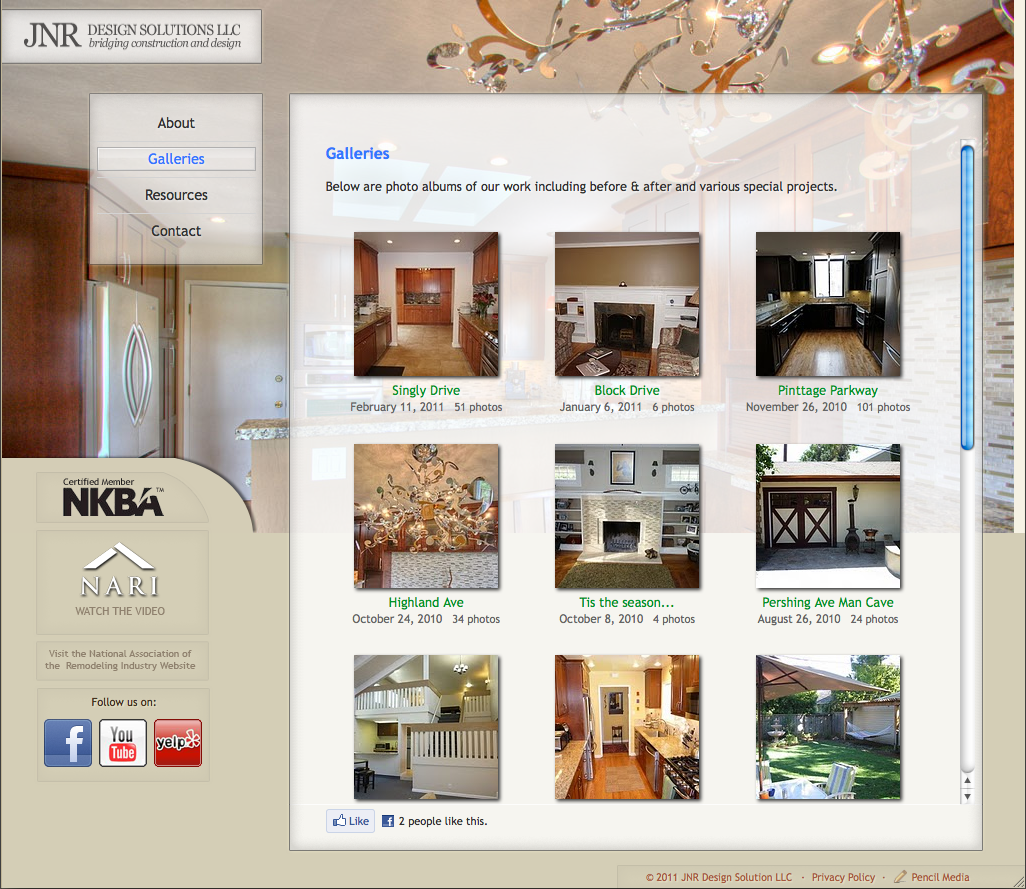 JNR DESIGN SOLUTIONS LLC
bridging construction and design
About
Galleries
Resources
Contact
Galleries
Below are photo albums of our work including before & after and various special projects.
Singly Drive
February 11, 2011 51 photos
Block Drive
January 6, 2011 6 photos
Pinttage Parkway
November 26, 2010 101 photos
Highland Ave
October 24, 2010 34 photos
Tis the season...
October 8, 2010 4 photos
Pershing Ave Man Cave
August 26, 2010 24 photos
Certified Member
NKBA™
NARI
WATCH THE VIDEO
Visit the National Association of
the Remodeling Industry Website
Follow us on:
f
You
Tube
yelp
Like
f 2 people like this.
© 2011 JNR Design Solution LLC · Privacy Policy · Pencil Media